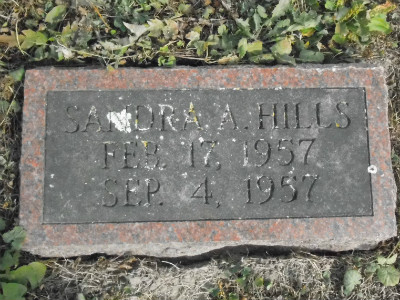 SANDRA A. HILLS
FEB. 17, 1957
SEP. 4, 1957